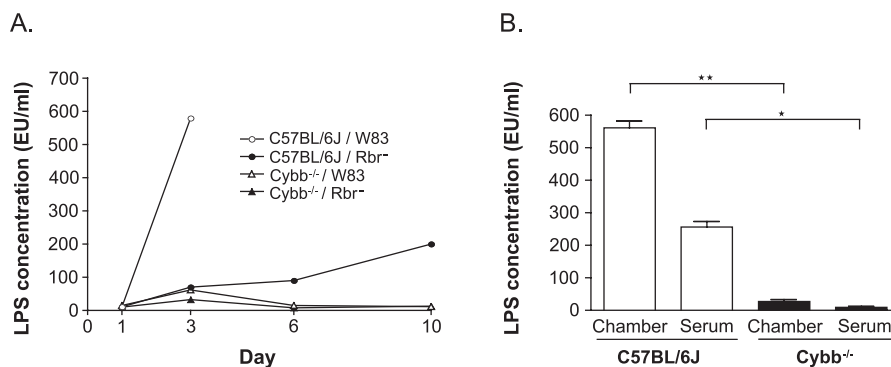 A.
LPS concentration (EU/ml)
700
600
500
400
300
200
100
0
0 1 3 6 10
Day
C57BL/6J / W83
C57BL/6J / Rbr⁻
Cybb⁻/⁻ / W83
Cybb⁻/⁻ / Rbr⁻
B.
LPS concentration (EU/ml)
600
500
400
300
200
100
0
★★
★
Chamber Serum Chamber Serum
C57BL/6J Cybb⁻/⁻